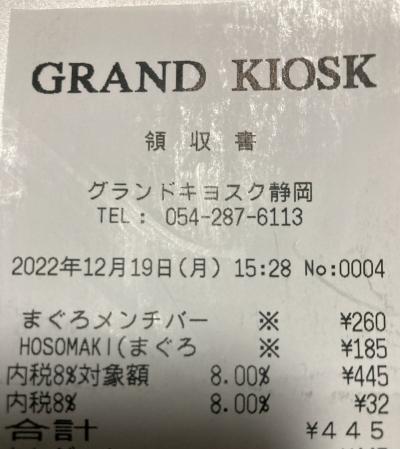 GRAND KIOSK
領収書
グランドキヨスク静岡
TEL: 054-287-6113
2022年12月19日(月) 15:28 No:0004
まぐろメンチバー ※ ¥260
HOSOMAKI(まぐろ ※ ¥185
内税8%対象額 8.00% ¥445
内税8% 8.00% ¥32
合計 ¥445